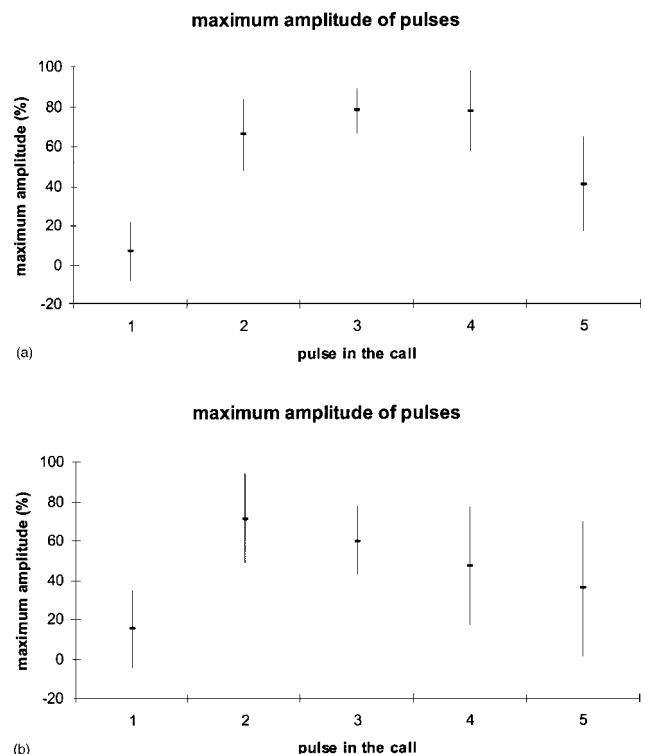 maximum amplitude of pulses
maximum amplitude (%)
100
80
60
40
20
0
-20
1 2 3 4 5
pulse in the call
(a)
maximum amplitude of pulses
maximum amplitude (%)
100
80
60
40
20
0
-20
1 2 3 4 5
pulse in the call
(b)